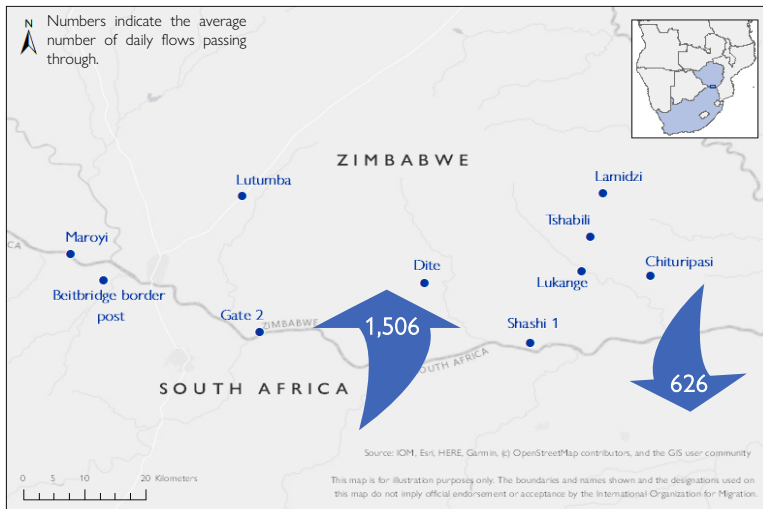 N
Numbers indicate the average
number of daily flows passing
through.
ZIMBABWE
Lutumba
Lamidzi
Tshabili
Maroyi
CA
Dite
Lukange
Chituripasi
Beitbridge border
post
Gate 2
ZIMBABWE
1,506
Shashi 1
SOUTH AFRICA
SOUTH AFRICA
626
Source: IOM, Esri, HERE, Garmin, (c) OpenStreetMap contributors, and the GIS user community
0 5 10 20 Kilometers
This map is for illustration purposes only. The boundaries and names shown and the designations used on
this map do not imply official endorsement or acceptance by the International Organization for Migration.